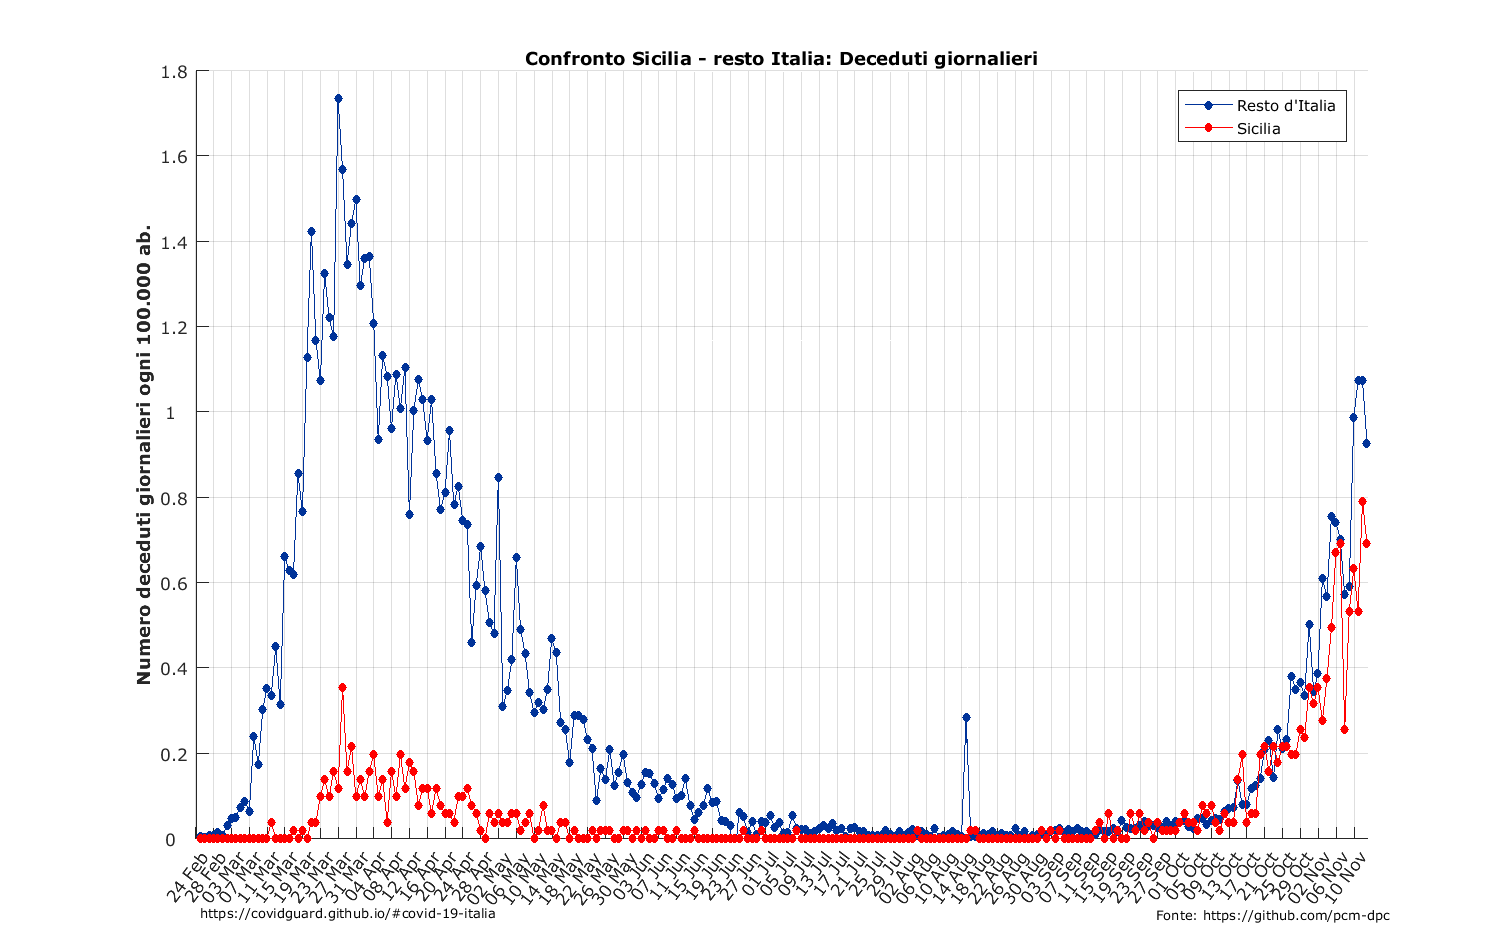 Confronto Sicilia - resto Italia: Deceduti giornalieri
Numero deceduti giornalieri ogni 100.000 ab.
1.8
1.6
1.4
1.2
1
0.8
0.6
0.4
0.2
0
Resto d'Italia
Sicilia
24 Feb
28 Feb
03 Mar
07 Mar
11 Mar
15 Mar
19 Mar
23 Mar
27 Mar
31 Mar
04 Apr
08 Apr
12 Apr
16 Apr
20 Apr
24 Apr
28 Apr
02 May
06 May
10 May
14 May
18 May
22 May
26 May
30 May
03 Jun
07 Jun
11 Jun
15 Jun
19 Jun
23 Jun
27 Jun
01 Jul
05 Jul
09 Jul
13 Jul
17 Jul
21 Jul
25 Jul
29 Jul
02 Aug
06 Aug
10 Aug
14 Aug
18 Aug
22 Aug
26 Aug
30 Aug
03 Sep
07 Sep
11 Sep
15 Sep
19 Sep
23 Sep
27 Sep
01 Oct
05 Oct
09 Oct
13 Oct
17 Oct
21 Oct
25 Oct
29 Oct
02 Nov
06 Nov
10 Nov
https://covidguard.github.io/#covid-19-italia
Fonte: https://github.com/pcm-dpc